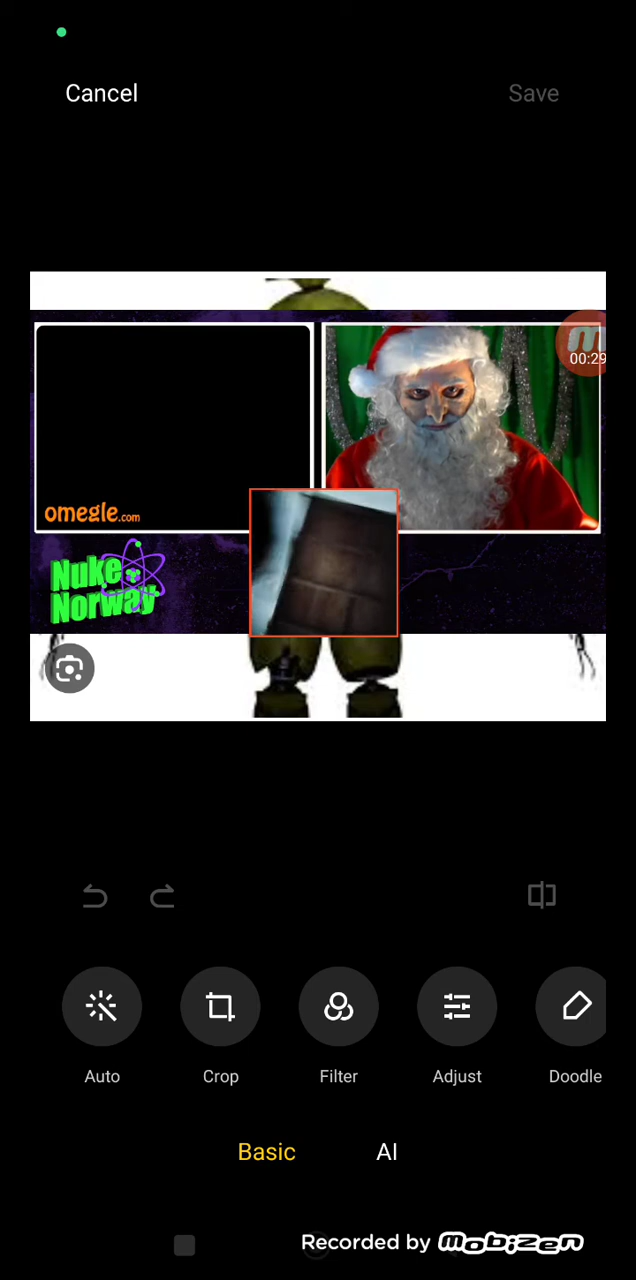 Cancel
Save
00:29
omegle.com
Nuke
Norway
Auto
Crop
Filter
Adjust
Doodle
Basic
AI
Recorded by mobizen